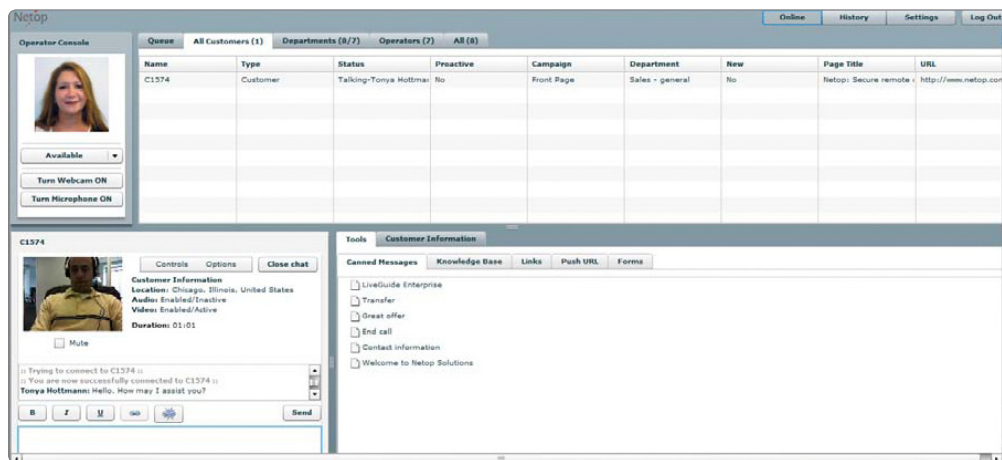 Netop
Online History Settings Log Out
Operator Console
Queue All Customers (1) Departments (8/7) Operators (7) All (8)
Name Type Status Proactive Campaign Department New Page Title URL
C1574 Customer Talking-Tonya Hottmar No Front Page Sales - general No Netop: Secure remote http://www.netop.com
Available
Turn Webcam ON
Turn Microphone ON
C1574
Controls Options Close chat
Customer Information
Location: Chicago, Illinois, United States
Audio: Enabled/Inactive
Video: Enabled/Active
Duration: 01:01
Mute
:: Trying to connect to C1574 ::
:: You are now successfully connected to C1574 ::
Tonya Hottmann: Hello. How may I assist you?
B I U Send
Tools Customer Information
Canned Messages Knowledge Base Links Push URL Forms
LiveGuide Enterprise
Transfer
Great offer
End call
Contact information
Welcome to Netop Solutions